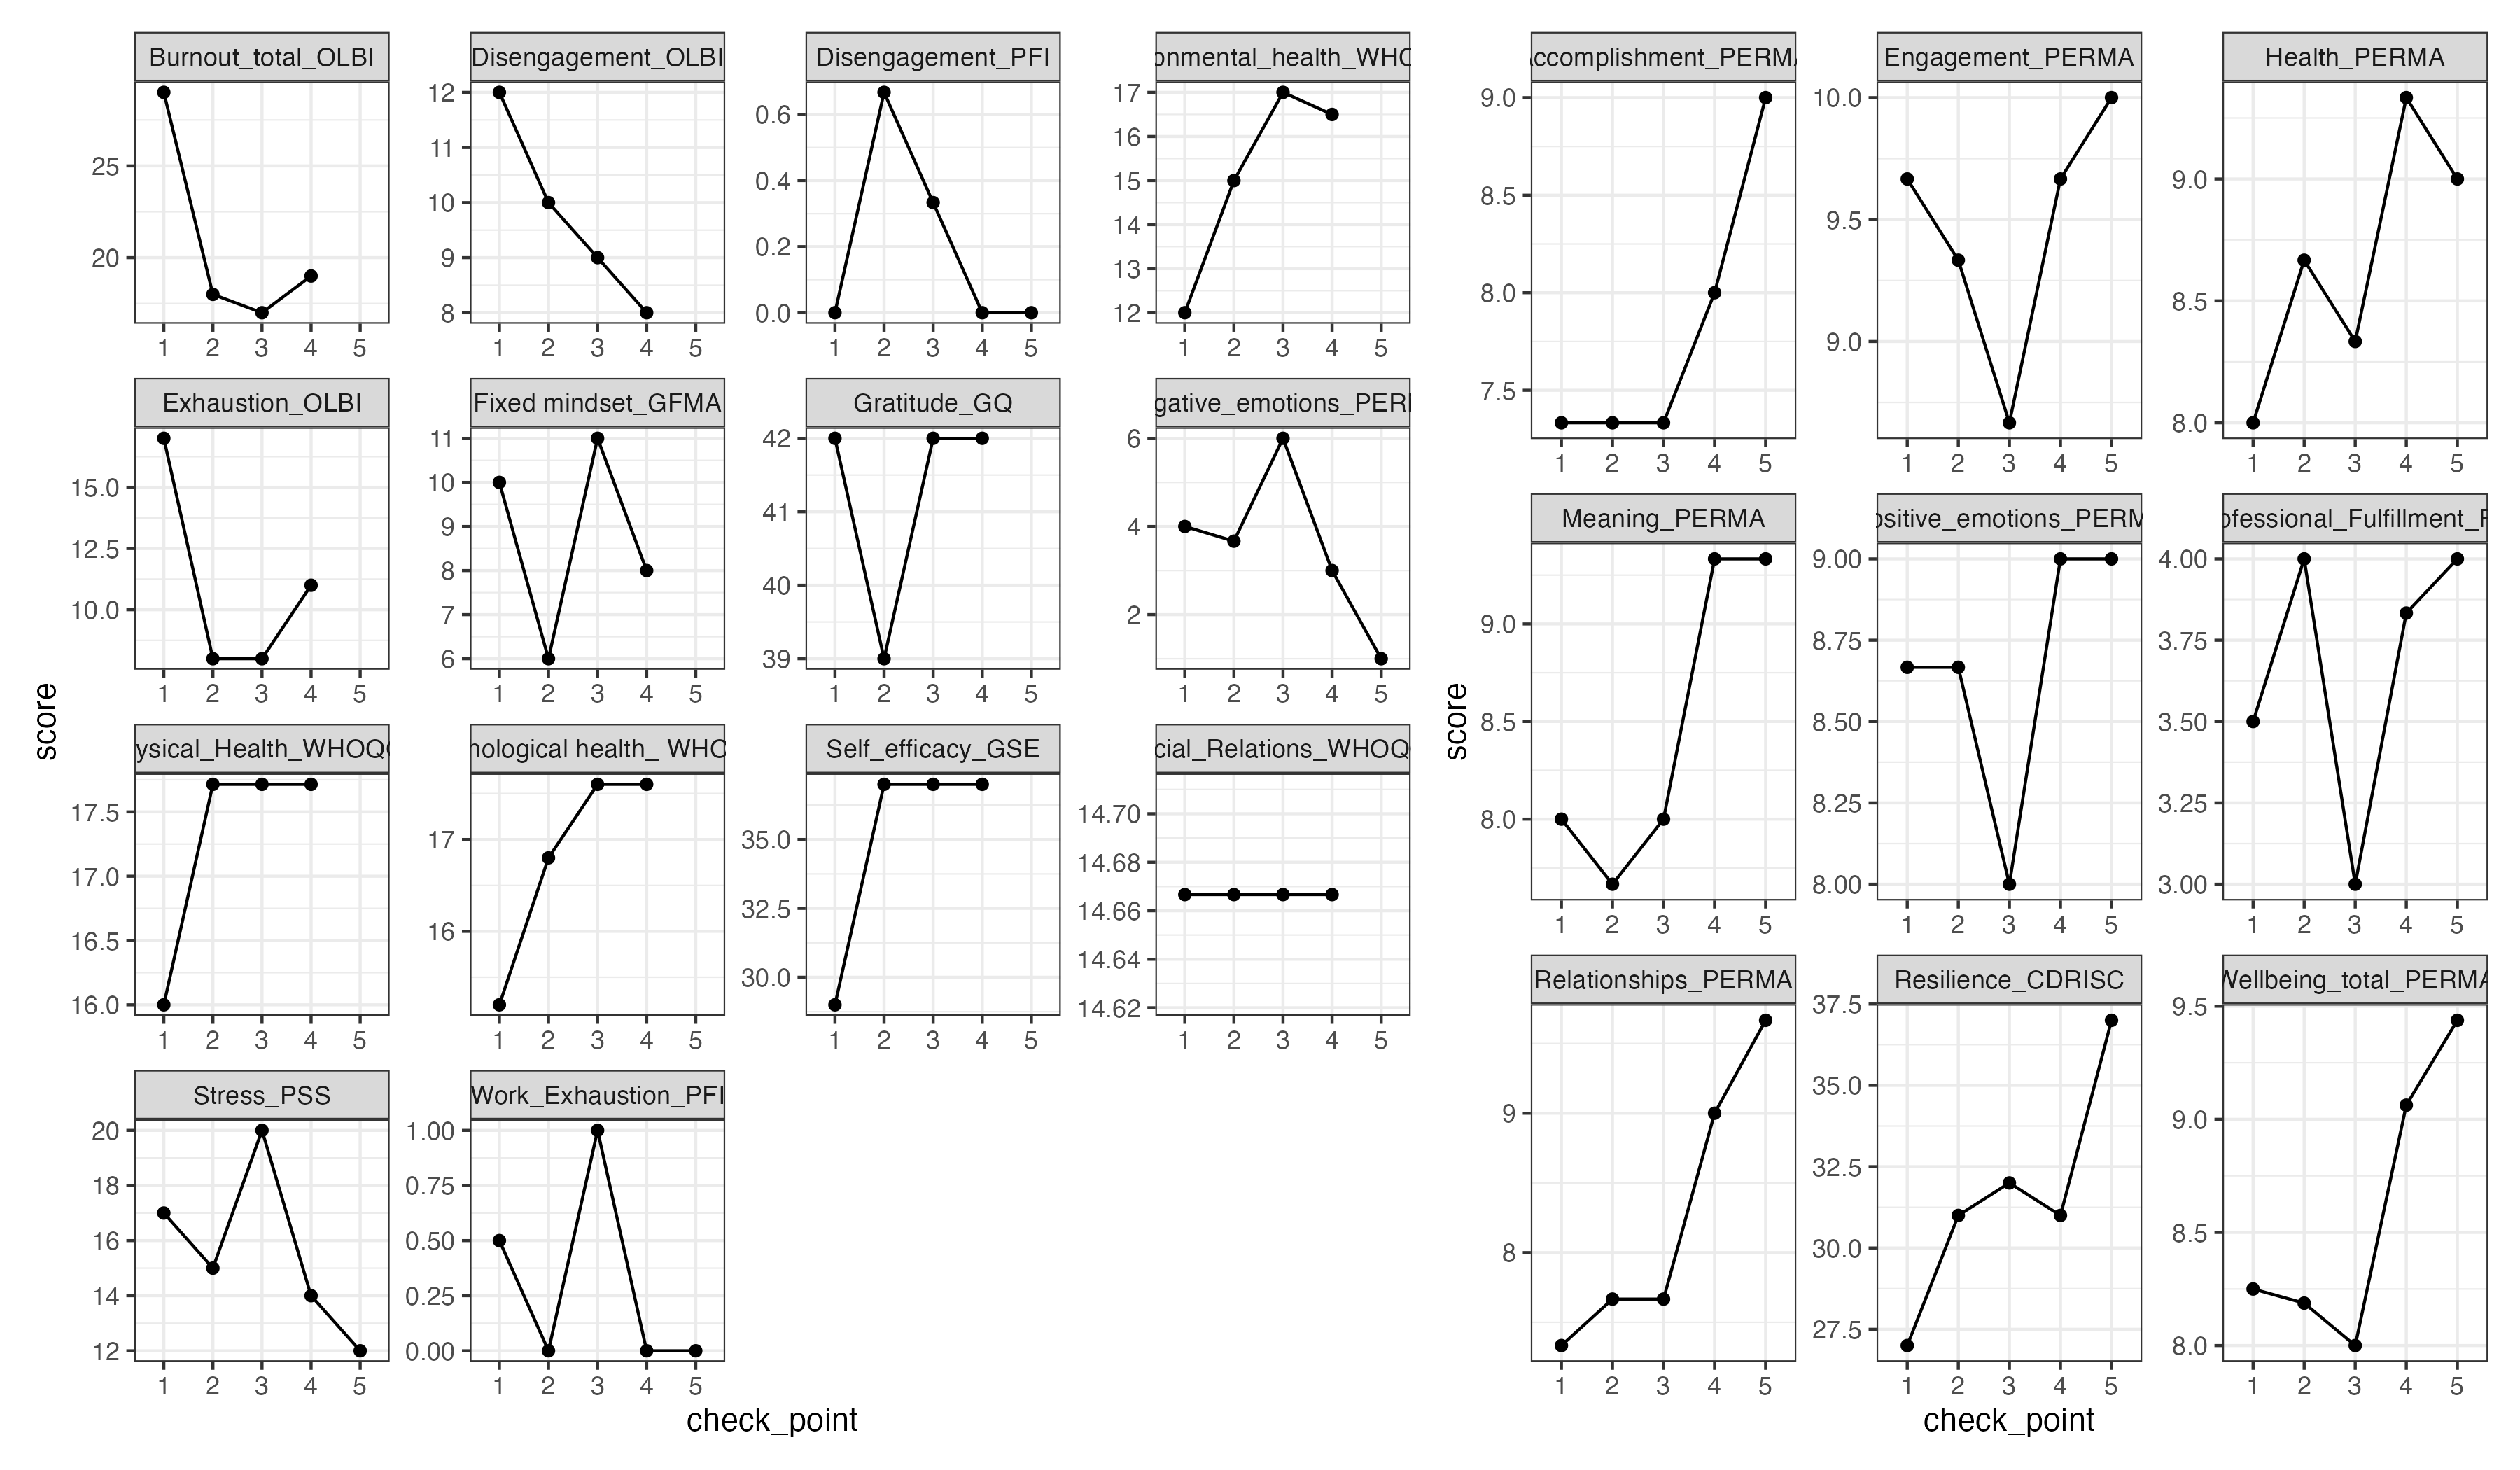 Burnout_total_OLBI
Disengagement_OLBI
Disengagement_PFI
onmental_health_WHO
25
20
1 2 3 4 5
12
11
10
9
8
1 2 3 4 5
0.6
0.4
0.2
0.0
1 2 3 4 5
17
16
15
14
13
12
1 2 3 4 5
Exhaustion_OLBI
Fixed mindset_GFMA
Gratitude_GQ
gative_emotions_PER
15.0
12.5
10.0
1 2 3 4 5
11
10
9
8
7
6
1 2 3 4 5
42
41
40
39
1 2 3 4 5
6
4
2
1 2 3 4 5
ysical_Health_WHOQ
hological health_ WHO
Self_efficacy_GSE
cial_Relations_WHOQ
17.5
17.0
16.5
16.0
1 2 3 4 5
17
16
1 2 3 4 5
35.0
32.5
30.0
1 2 3 4 5
14.70
14.68
14.66
14.64
14.62
1 2 3 4 5
Stress_PSS
Work_Exhaustion_PFI
20
18
16
14
12
1 2 3 4 5
1.00
0.75
0.50
0.25
0.00
1 2 3 4 5
score
check_point
ccomplishment_PERMA
Engagement_PERMA
Health_PERMA
9.0
8.5
8.0
7.5
1 2 3 4 5
10.0
9.5
9.0
1 2 3 4 5
9.0
8.5
8.0
1 2 3 4 5
Meaning_PERMA
ositive_emotions_PERM
ofessional_Fulfillment_P
9.0
8.5
8.0
1 2 3 4 5
9.00
8.75
8.50
8.25
8.00
1 2 3 4 5
4.00
3.75
3.50
3.25
3.00
1 2 3 4 5
Relationships_PERMA
Resilience_CDRISC
Wellbeing_total_PERMA
9
8
1 2 3 4 5
37.5
35.0
32.5
30.0
27.5
1 2 3 4 5
9.5
9.0
8.5
8.0
1 2 3 4 5
score
check_point